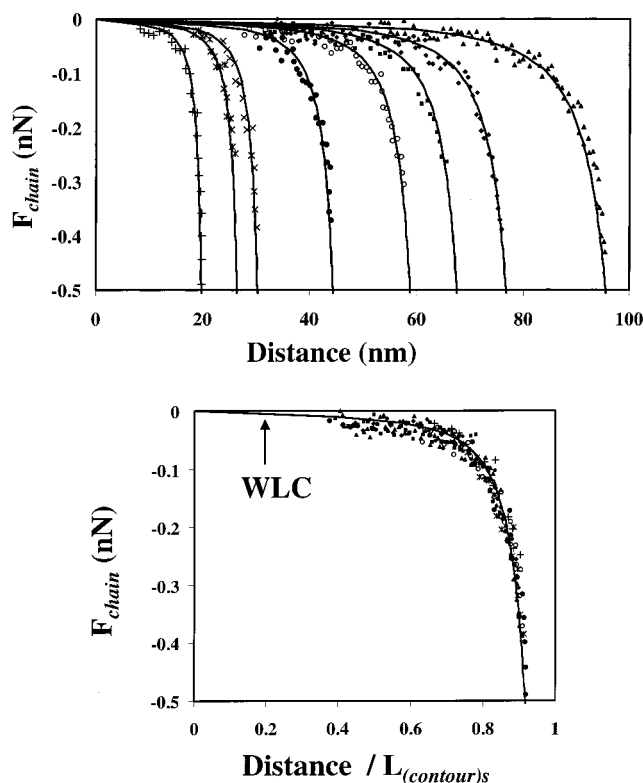 0
-0.1
-0.2
-0.3
-0.4
-0.5
F_chain (nN)
0 20 40 60 80 100
Distance (nm)
0
-0.1
-0.2
-0.3
-0.4
-0.5
F_chain (nN)
WLC
0 0.2 0.4 0.6 0.8 1
Distance / L_(contour)s